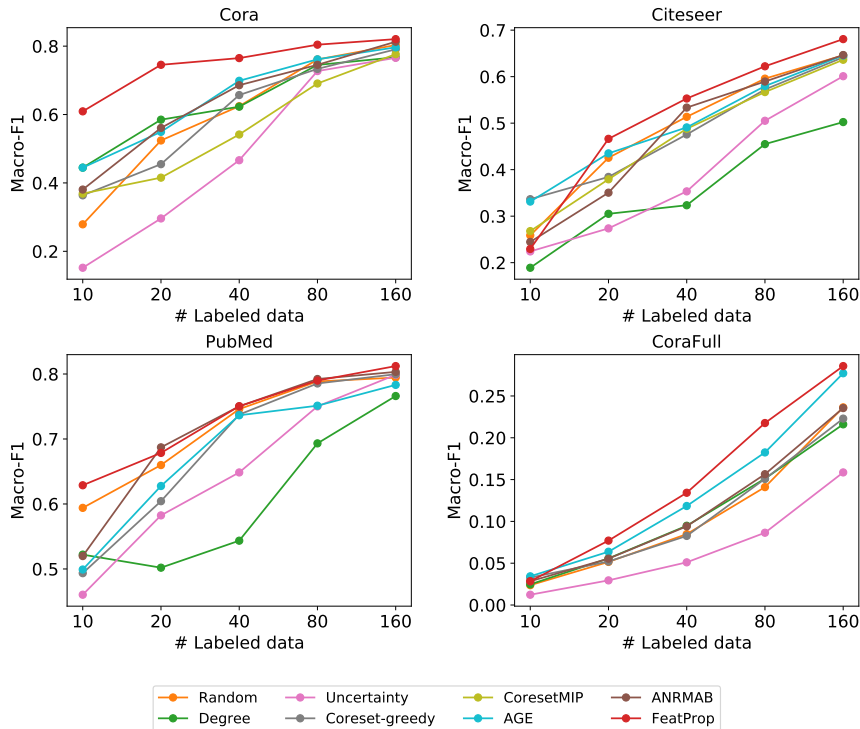 Cora
Citeseer
0.8
0.6
0.4
0.2
Macro-F1
10 20 40 80 160
# Labeled data
0.7
0.6
0.5
0.4
0.3
0.2
Macro-F1
10 20 40 80 160
# Labeled data
PubMed
CoraFull
0.8
0.7
0.6
0.5
Macro-F1
10 20 40 80 160
# Labeled data
0.25
0.20
0.15
0.10
0.05
0.00
Macro-F1
10 20 40 80 160
# Labeled data
Random Uncertainty CoresetMIP ANRMAB
Degree Coreset-greedy AGE FeatProp